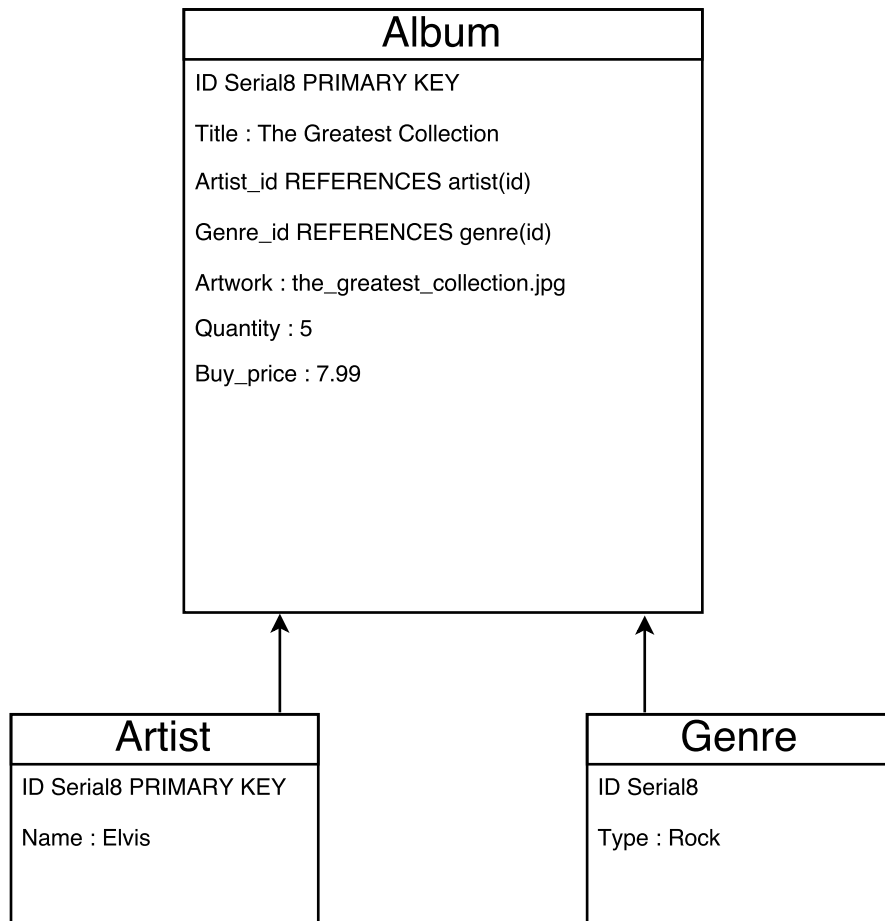 Album
ID Serial8 PRIMARY KEY
Title : The Greatest Collection
Artist_id REFERENCES artist(id)
Genre_id REFERENCES genre(id)
Artwork : the_greatest_collection.jpg
Quantity : 5
Buy_price : 7.99
Artist
ID Serial8 PRIMARY KEY
Name : Elvis
Genre
ID Serial8
Type : Rock